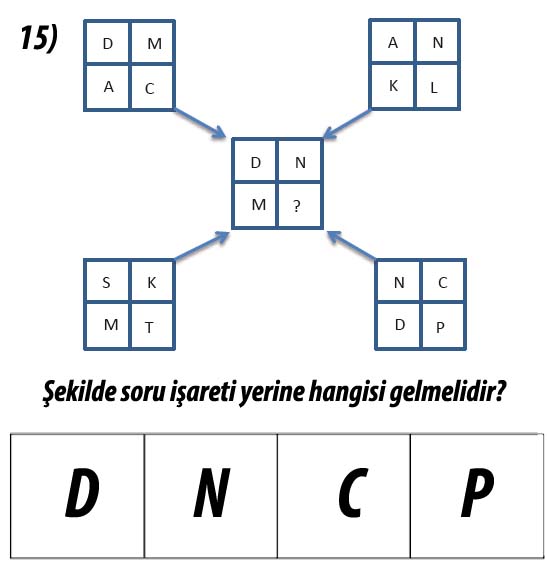 15)
D M A N
A C K L
D N
M ?
S K N C
M T D P
Şekilde soru işareti yerine hangisi gelmelidir?
D N C P